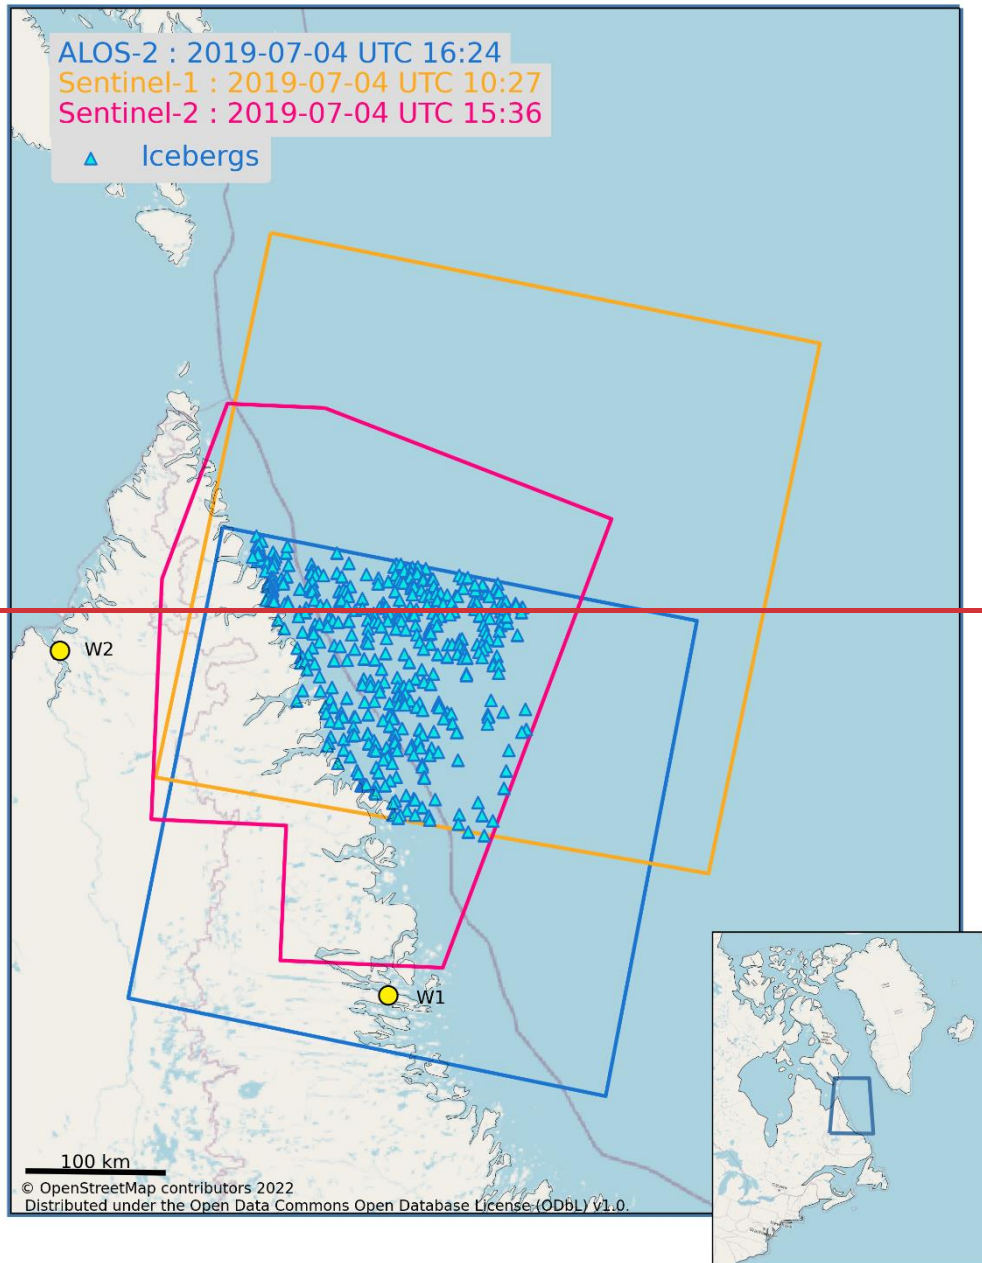 ALOS-2 : 2019-07-04 UTC 16:24
Sentinel-1 : 2019-07-04 UTC 10:27
Sentinel-2 : 2019-07-04 UTC 15:36
Icebergs
W2
W1
100 km
© OpenStreetMap contributors 2022
Distributed under the Open Data Commons Open Database License (ODbL) v1.0.